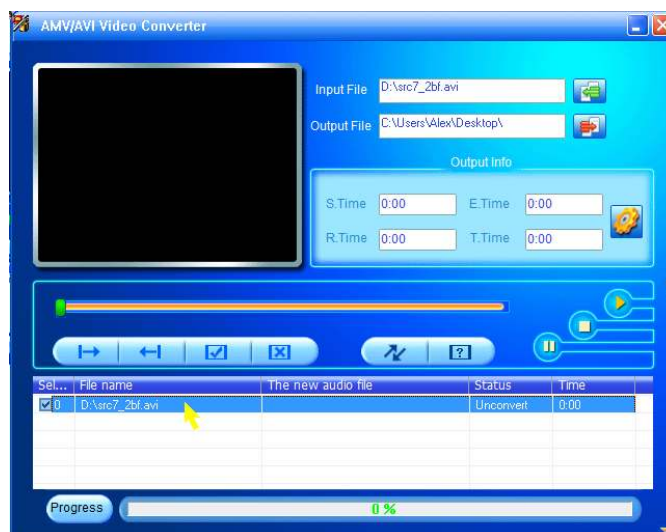 AMV/AVI Video Converter
Input File D:\src7_2bf.avi
Output File C:\Users\Alex\Desktop\
Output Info
S.Time 0:00 E.Time 0:00
R.Time 0:00 T.Time 0:00
Sel... File name The new audio file Status Time
0 D:\src7_2bf.avi Unconvert 0:00
Progress 0 %